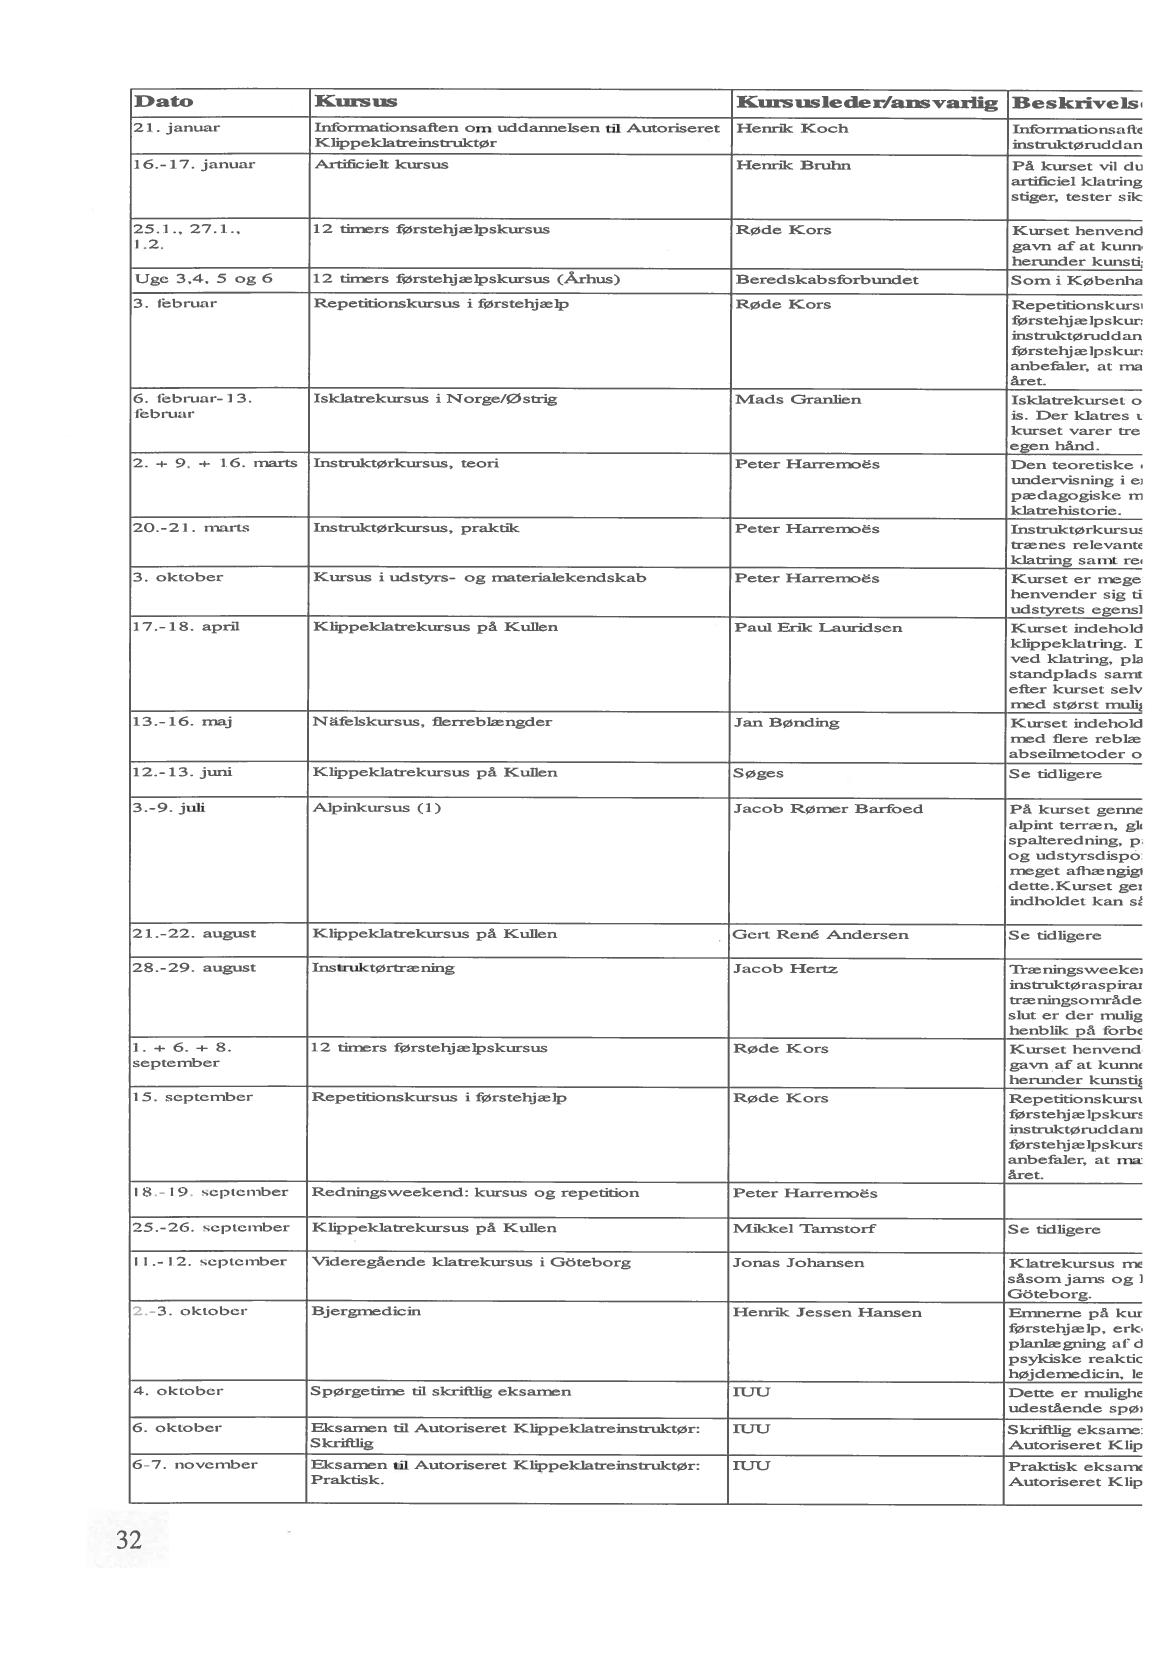 Dato Kursus Kursusleder/ansvarlig Beskrivels
21. januar Informationsaften om uddannelsen til Autoriseret Henrik Koch Informationsafte
Klippeklatreinstruktør instruktøruddan
16.-17. januar Artificielt kursus Henrik Bruhn På kurset vil du
artificiel klatring
stiger, tester sik
25.1., 27.1., 12 timers førstehjælpskursus Røde Kors Kurset henvend
1.2. gavn af at kunn
herunder kunsti
Uge 3,4, 5 og 6 12 timers førstehjælpskursus (Århus) Beredskabsforbundet Som i Københa
3. februar Repetitionskursus i førstehjælp Røde Kors Repetitionskurs
førstehjælpskur
instruktøruddan
førstehjælpskur
anbefaler, at ma
året.
6. februar-13. Isklatrekursus i Norge/Østrig Mads Granlien Isklatrekurset o
februar is. Der klatres u
kurset varer tre
egen hånd.
2. + 9. + 16. marts Instruktørkursus, teori Peter Harremoës Den teoretiske
undervisning i e
pædagogiske m
klatrehistorie.
20.-21. marts Instruktørkursus, praktik Peter Harremoës Instruktørkursus
trænes relevante
klatring samt re
3. oktober Kursus i udstyrs- og materialekendskab Peter Harremoës Kurset er mege
henvender sig ti
udstyrets egens
17.-18. april Klippeklatrekursus på Kullen Paul Erik Lauridsen Kurset indehold
klippeklatring. D
ved klatring, pla
standplads samt
efter kurset selv
med størst mulig
13.-16. maj Näfelskursus, flerreblængder Jan Bønding Kurset indehold
med flere reblæ
abseilmetoder o
12.-13. juni Klippeklatrekursus på Kullen Søges Se tidligere
3.-9. juli Alpinkursus (1) Jacob Rømer Barfoed På kurset genne
alpint terræn, gl
spalteredning, p
og udstyrsdispo
meget afhængig
dette.Kurset ger
indholdet kan så
21.-22. august Klippeklatrekursus på Kullen Gert René Andersen Se tidligere
28.-29. august Instruktørtræning Jacob Hertz Træningsweeke
instruktøraspira
træningsområde
slut er der mulig
henblik på forbe
1. + 6. + 8. 12 timers førstehjælpskursus Røde Kors Kurset henvend
september gavn af at kunne
herunder kunstig
15. september Repetitionskursus i førstehjælp Røde Kors Repetitionskursu
førstehjælpskurs
instruktøruddann
førstehjælpskurs
anbefaler, at ma
året.
18.-19. september Redningsweekend: kursus og repetition Peter Harremoës
25.-26. september Klippeklatrekursus på Kullen Mikkel Tamstorf Se tidligere
11.-12. september Videregående klatrekursus i Göteborg Jonas Johansen Klatrekursus me
såsom jams og
Göteborg.
2.-3. oktober Bjergmedicin Henrik Jessen Hansen Emnerne på kur
førstehjælp, erk
planlægning af d
psykiske reaktio
højdemedicin, le
4. oktober Spørgetime til skriftlig eksamen IUU Dette er mulighe
udestående spø
6. oktober Eksamen til Autoriseret Klippeklatreinstruktør: IUU Skriftlig eksame
Skriftlig Autoriseret Klip
6-7. november Eksamen til Autoriseret Klippeklatreinstruktør: IUU Praktisk eksame
Praktisk. Autoriseret Klip
32